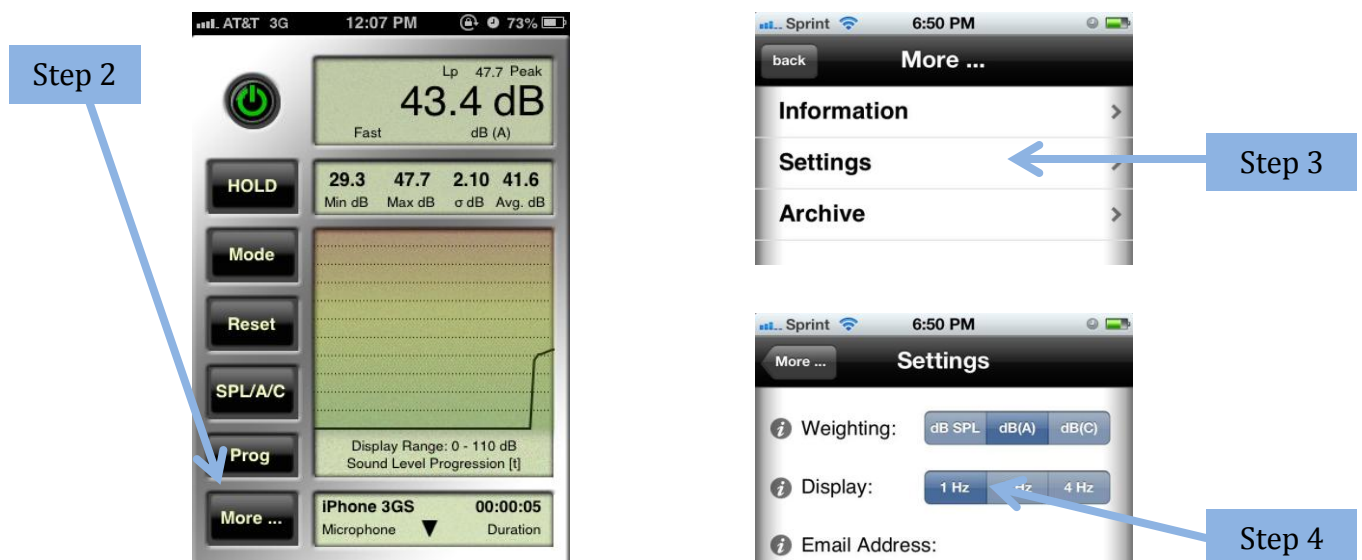 AT&T 3G 12:07 PM 73%
Step 2
Lp 47.7 Peak
43.4 dB
Fast dB (A)
HOLD
29.3 47.7 2.10 41.6
Min dB Max dB σ dB Avg. dB
Mode
Reset
SPL/A/C
Prog
Display Range: 0 - 110 dB
Sound Level Progression [t]
More ...
iPhone 3GS 00:00:05
Microphone Duration
Sprint 6:50 PM
back More ...
Information
Settings
Step 3
Archive
Sprint 6:50 PM
More ... Settings
Weighting: dB SPL dB(A) dB(C)
Display: 1 Hz Hz 4 Hz
Step 4
Email Address: